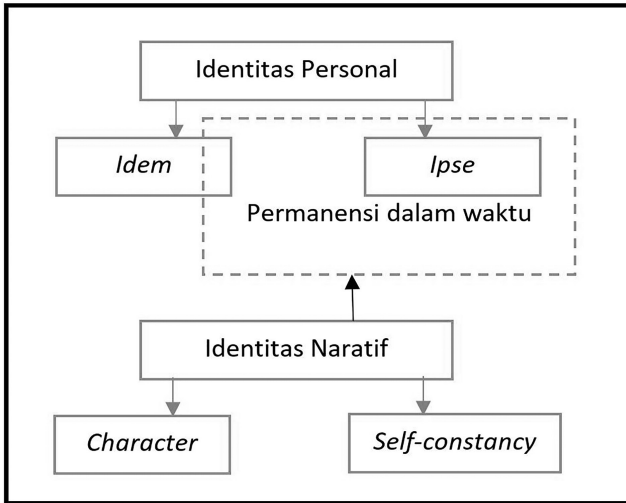 Identitas Personal
Idem
Ipse
Permanensi dalam waktu
Identitas Naratif
Character
Self-constancy